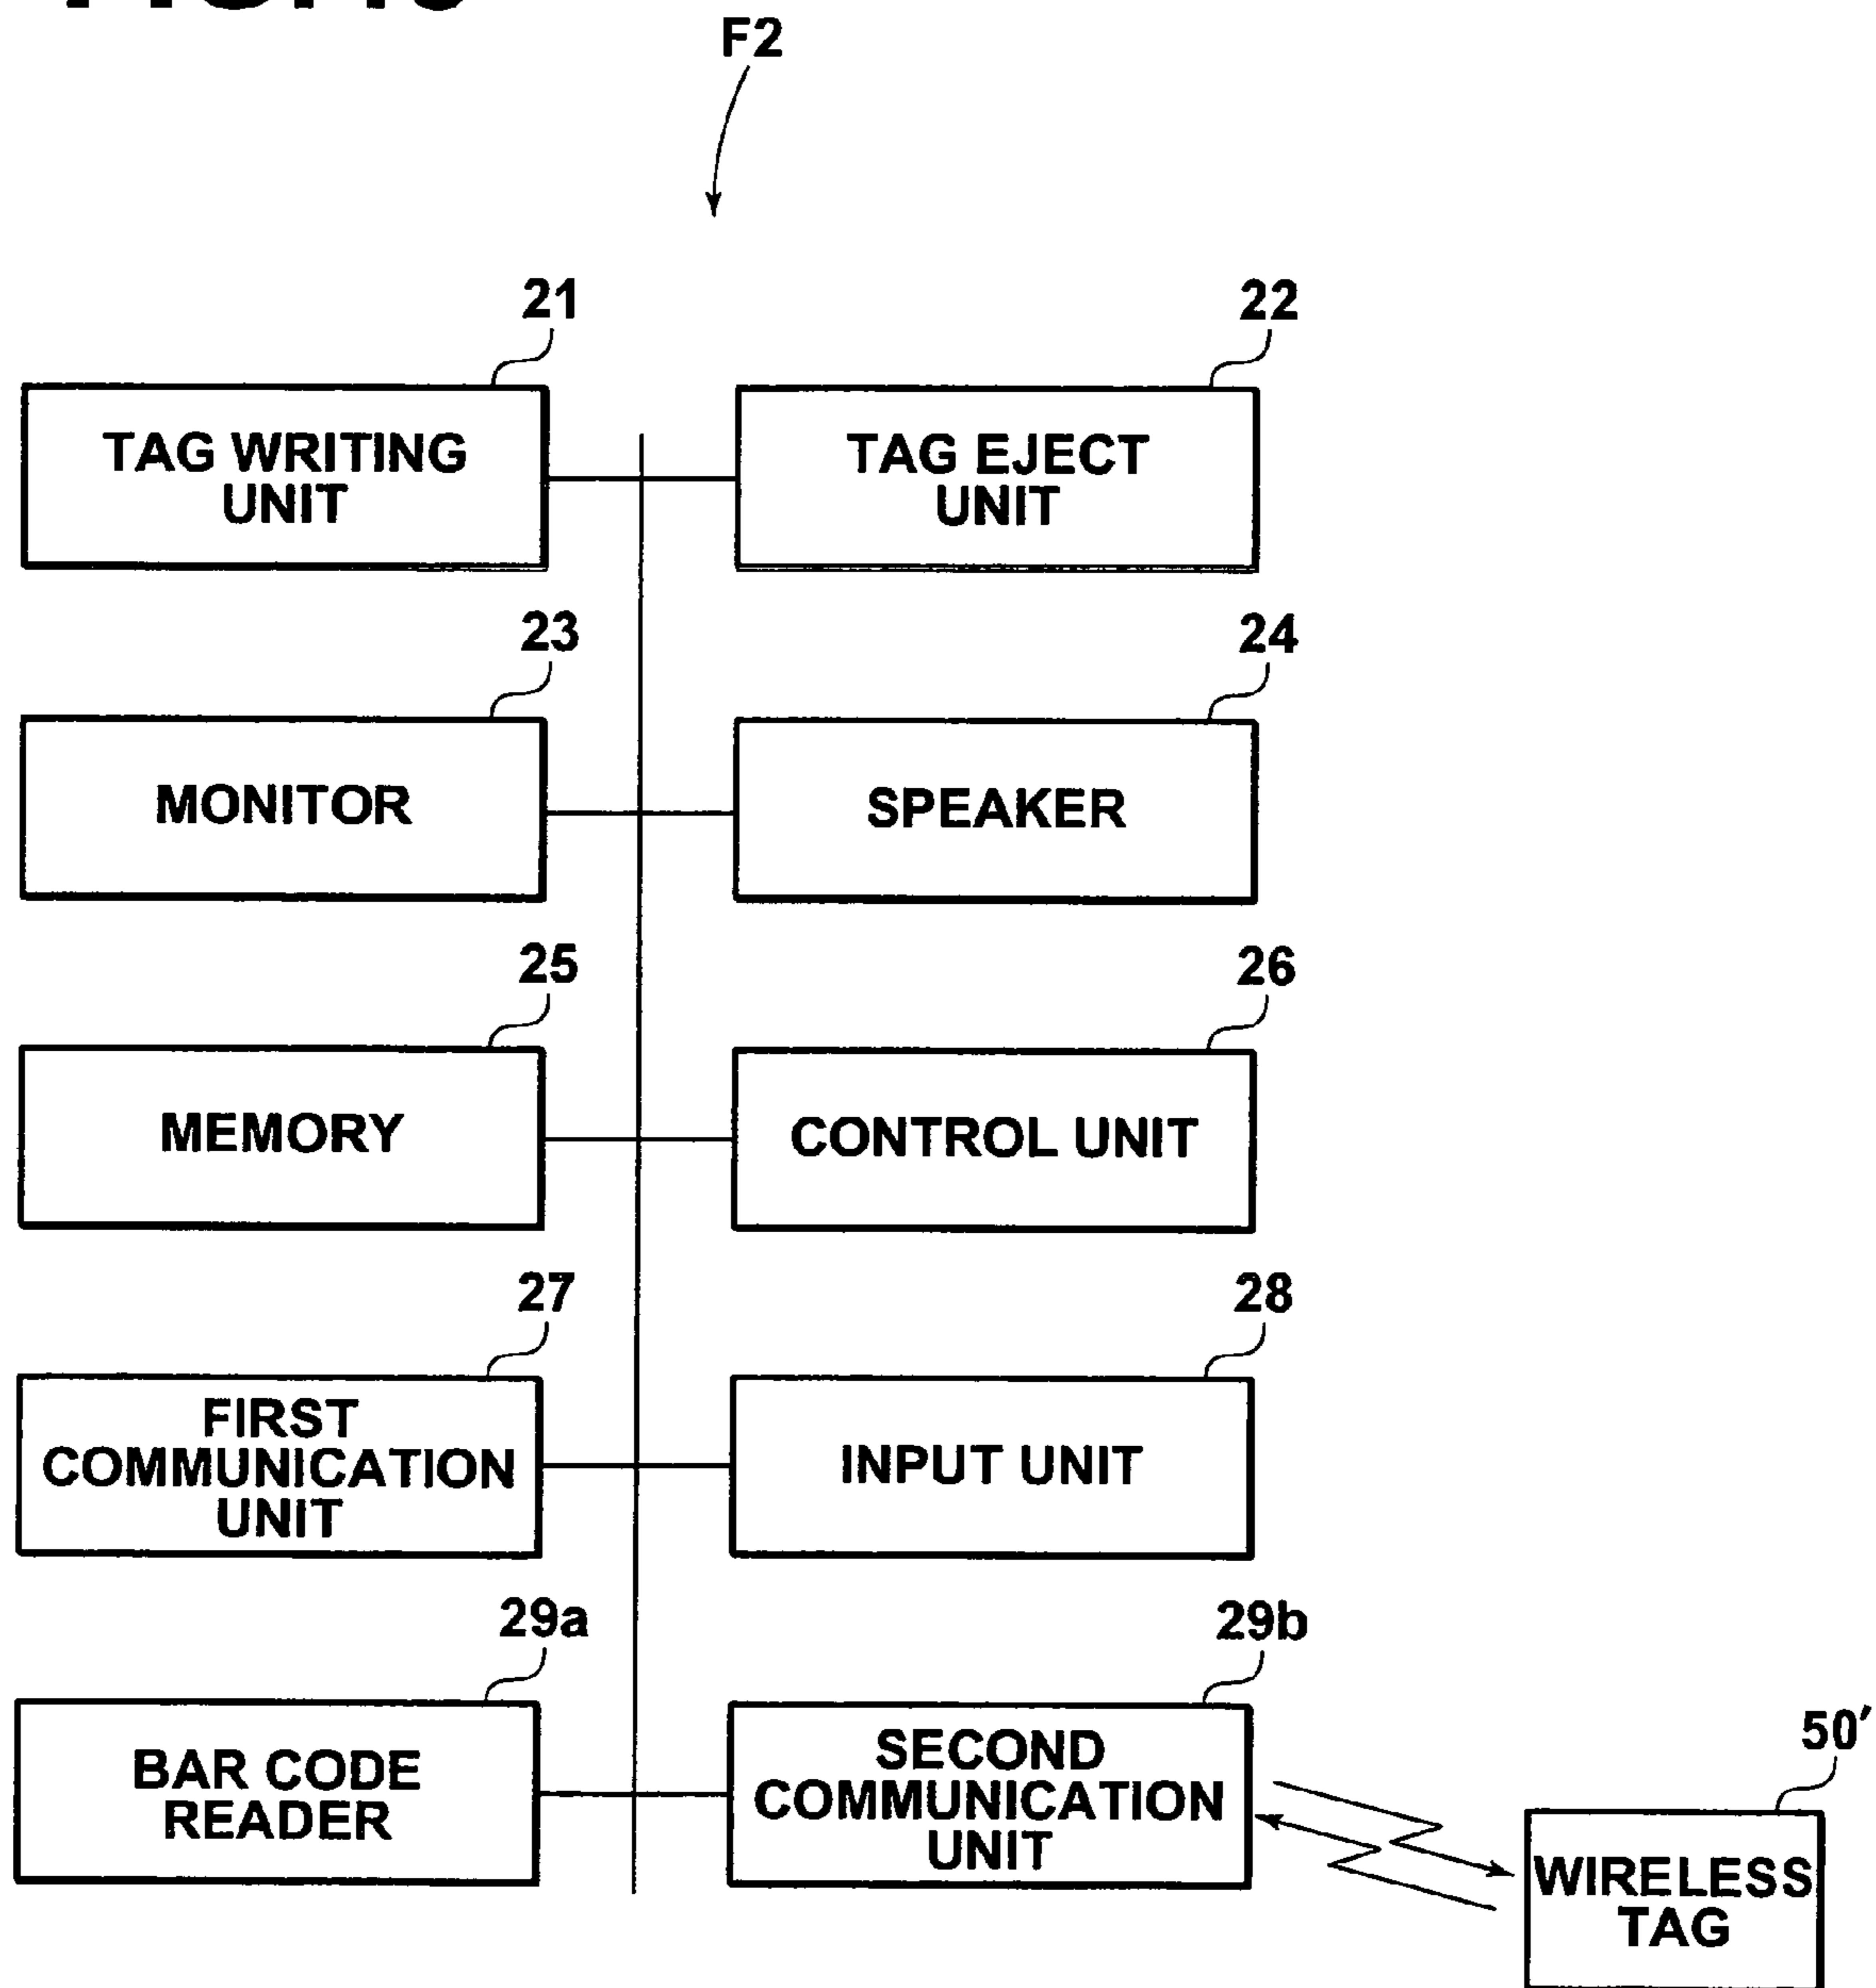 F2
21
22
TAG WRITING
UNIT
TAG EJECT
UNIT
23
24
MONITOR
SPEAKER
25
26
MEMORY
CONTROL UNIT
27
28
FIRST
COMMUNICATION
UNIT
INPUT UNIT
29a
29b
BAR CODE
READER
SECOND
COMMUNICATION
UNIT
50'
WIRELESS
TAG